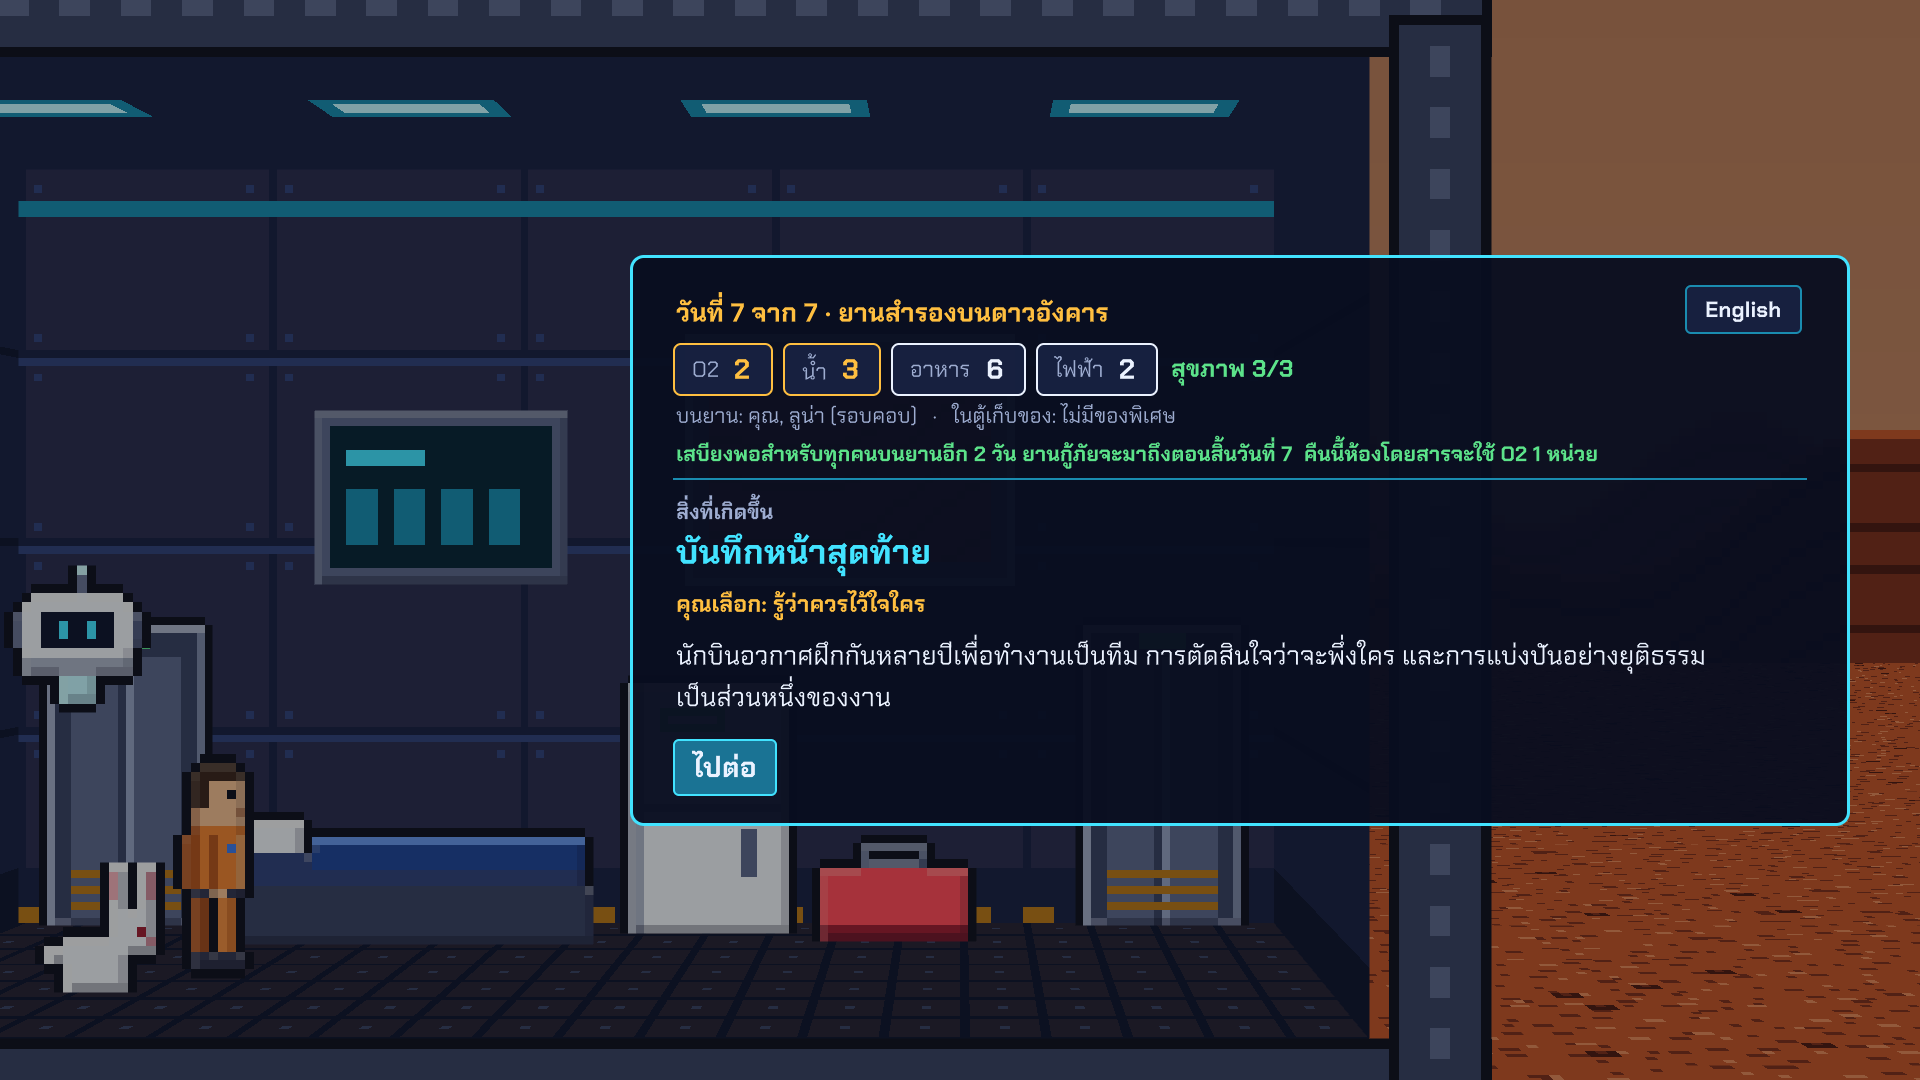 วันที่ 7 จาก 7 · ยานสำรองบนดาวอังคาร
English
O2 2 น้ำ 3 อาหาร 6 ไฟฟ้า 2 สุขภาพ 3/3
บนยาน: คุณ, ลูน่า (รอบคอบ) · ในตู้เก็บของ: ไม่มีของพิเศษ
เสบียงพอสำหรับทุกคนบนยานอีก 2 วัน ยานกู้ภัยจะมาถึงตอนสิ้นวันที่ 7 คืนนี้ห้องโดยสารจะใช้ O2 1 หน่วย
สิ่งที่เกิดขึ้น
บันทึกหน้าสุดท้าย
คุณเลือก: รู้ว่าควรไว้ใจใคร
นักบินอวกาศฝึกกันหลายปีเพื่อทำงานเป็นทีม การตัดสินใจว่าจะพึ่งใคร และการแบ่งปันอย่างยุติธรรม
เป็นส่วนหนึ่งของงาน
ไปต่อ